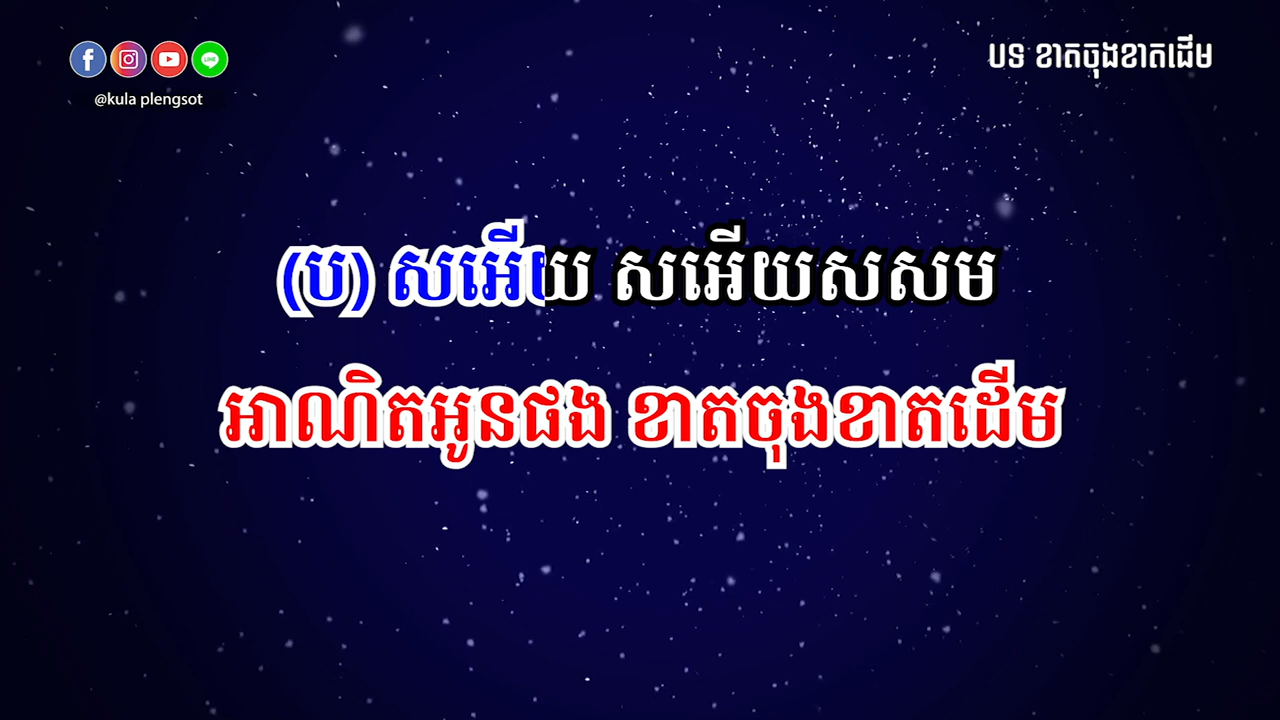 @kula plengsot
បទ ខាតចុងខាតដើម
(ប) សអើយ សអើយសសម
អាណិតអូនផង ខាតចុងខាតដើម